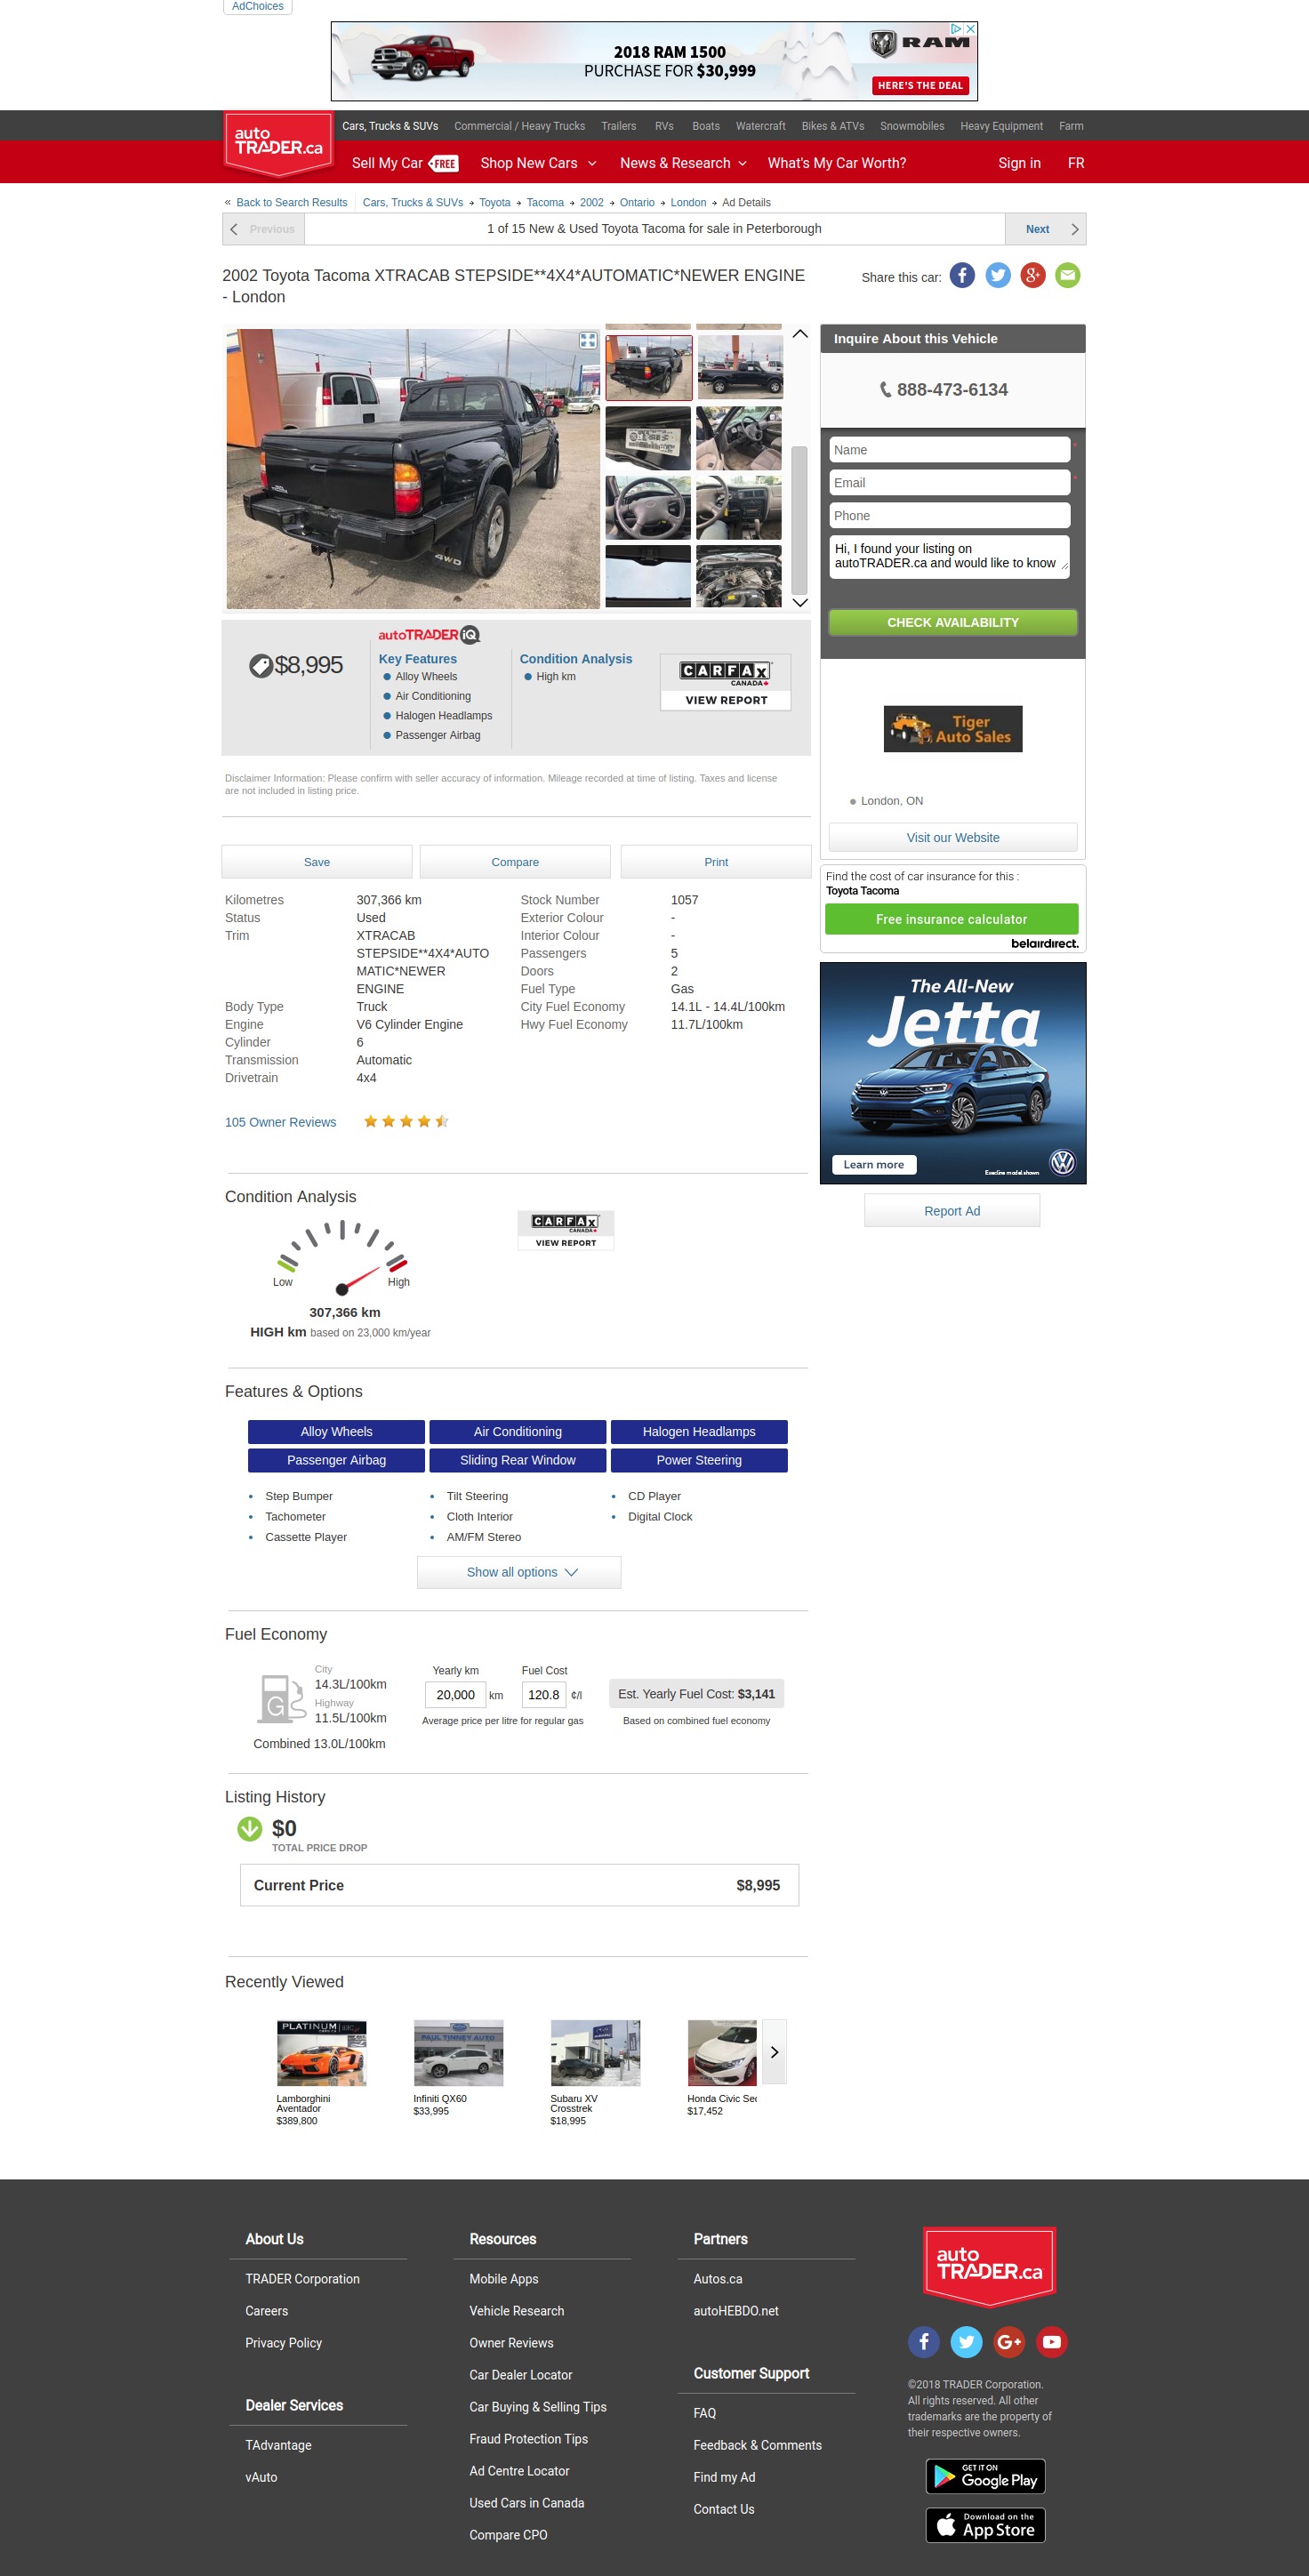 AdChoices
2018 RAM 1500
PURCHASE FOR $30,999
RAM
HERE'S THE DEAL
auto
TRADER.ca
Cars, Trucks & SUVs Commercial / Heavy Trucks Trailers RVs Boats Watercraft Bikes & ATVs Snowmobiles Heavy Equipment Farm
Sell My Car FREE Shop New Cars News & Research What's My Car Worth? Sign in FR
« Back to Search Results Cars, Trucks & SUVs Toyota Tacoma 2002 Ontario London Ad Details
Previous 1 of 15 New & Used Toyota Tacoma for sale in Peterborough Next
2002 Toyota Tacoma XTRACAB STEPSIDE**4X4*AUTOMATIC*NEWER ENGINE
- London
Share this car:
4WD
Inquire About this Vehicle
888-473-6134
Name *
Email *
Phone
Hi, I found your listing on
autoTRADER.ca and would like to know
CHECK AVAILABILITY
$8,995
autoTRADER iQ
Key Features
Alloy Wheels
Air Conditioning
Halogen Headlamps
Passenger Airbag
Condition Analysis
High km
CARFAX
CANADA
VIEW REPORT
Tiger
Auto Sales
London, ON
Visit our Website
Disclaimer Information: Please confirm with seller accuracy of information. Mileage recorded at time of listing. Taxes and license
are not included in listing price.
Save Compare Print
Find the cost of car insurance for this :
Toyota Tacoma
Free insurance calculator
belairdirect.
Kilometres 307,366 km Stock Number 1057
Status Used Exterior Colour -
Trim XTRACAB Interior Colour -
STEPSIDE**4X4*AUTO Passengers 5
MATIC*NEWER Doors 2
ENGINE Fuel Type Gas
Body Type Truck City Fuel Economy 14.1L - 14.4L/100km
Engine V6 Cylinder Engine Hwy Fuel Economy 11.7L/100km
Cylinder 6
Transmission Automatic
Drivetrain 4x4
105 Owner Reviews
The All-New
Jetta
Learn more
Execline model shown
Report Ad
Condition Analysis
Low High
307,366 km
HIGH km based on 23,000 km/year
CARFAX
CANADA
VIEW REPORT
Features & Options
Alloy Wheels Air Conditioning Halogen Headlamps
Passenger Airbag Sliding Rear Window Power Steering
Step Bumper Tilt Steering CD Player
Tachometer Cloth Interior Digital Clock
Cassette Player AM/FM Stereo
Show all options
Fuel Economy
G
City
14.3L/100km
Highway
11.5L/100km
Combined 13.0L/100km
Yearly km Fuel Cost
20,000 km 120.8 ¢/l
Average price per litre for regular gas
Est. Yearly Fuel Cost: $3,141
Based on combined fuel economy
Listing History
$0
TOTAL PRICE DROP
Current Price $8,995
Recently Viewed
PLATINUM
PAUL TINNEY AUTO
Lamborghini
Aventador
$389,800
Infiniti QX60
$33,995
Subaru XV
Crosstrek
$18,995
Honda Civic Sec
$17,452
About Us
TRADER Corporation
Careers
Privacy Policy
Dealer Services
TAdvantage
vAuto
Resources
Mobile Apps
Vehicle Research
Owner Reviews
Car Dealer Locator
Car Buying & Selling Tips
Fraud Protection Tips
Ad Centre Locator
Used Cars in Canada
Compare CPO
Partners
Autos.ca
autoHEBDO.net
Customer Support
FAQ
Feedback & Comments
Find my Ad
Contact Us
auto
TRADER.ca
©2018 TRADER Corporation.
All rights reserved. All other
trademarks are the property of
their respective owners.
GET IT ON
Google Play
Download on the
App Store